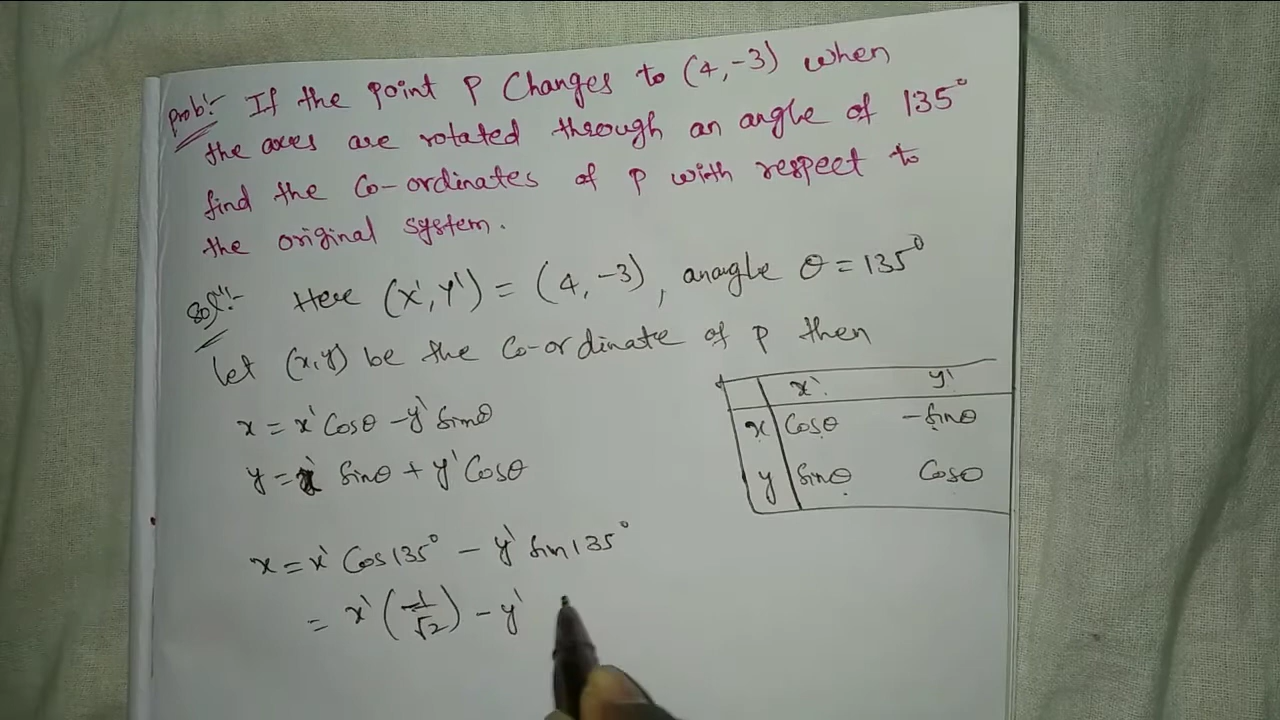 prob:- If the point P Changes to (4,-3) when
the axes are rotated through an angle of 135°
find the Co-ordinates of P with respect to
the original system.
Sol":- Here (x',y') = (4,-3), anangle θ = 135°
Let (x,y) be the Co-ordinate of P then
x = x' Cosθ - y' Sinθ
y = x' Sinθ + y' Cosθ
x' y'
x Cosθ -Sinθ
y Sinθ Cosθ
x = x' Cos135° - y' Sin135°
= x' (-1/√2) - y'